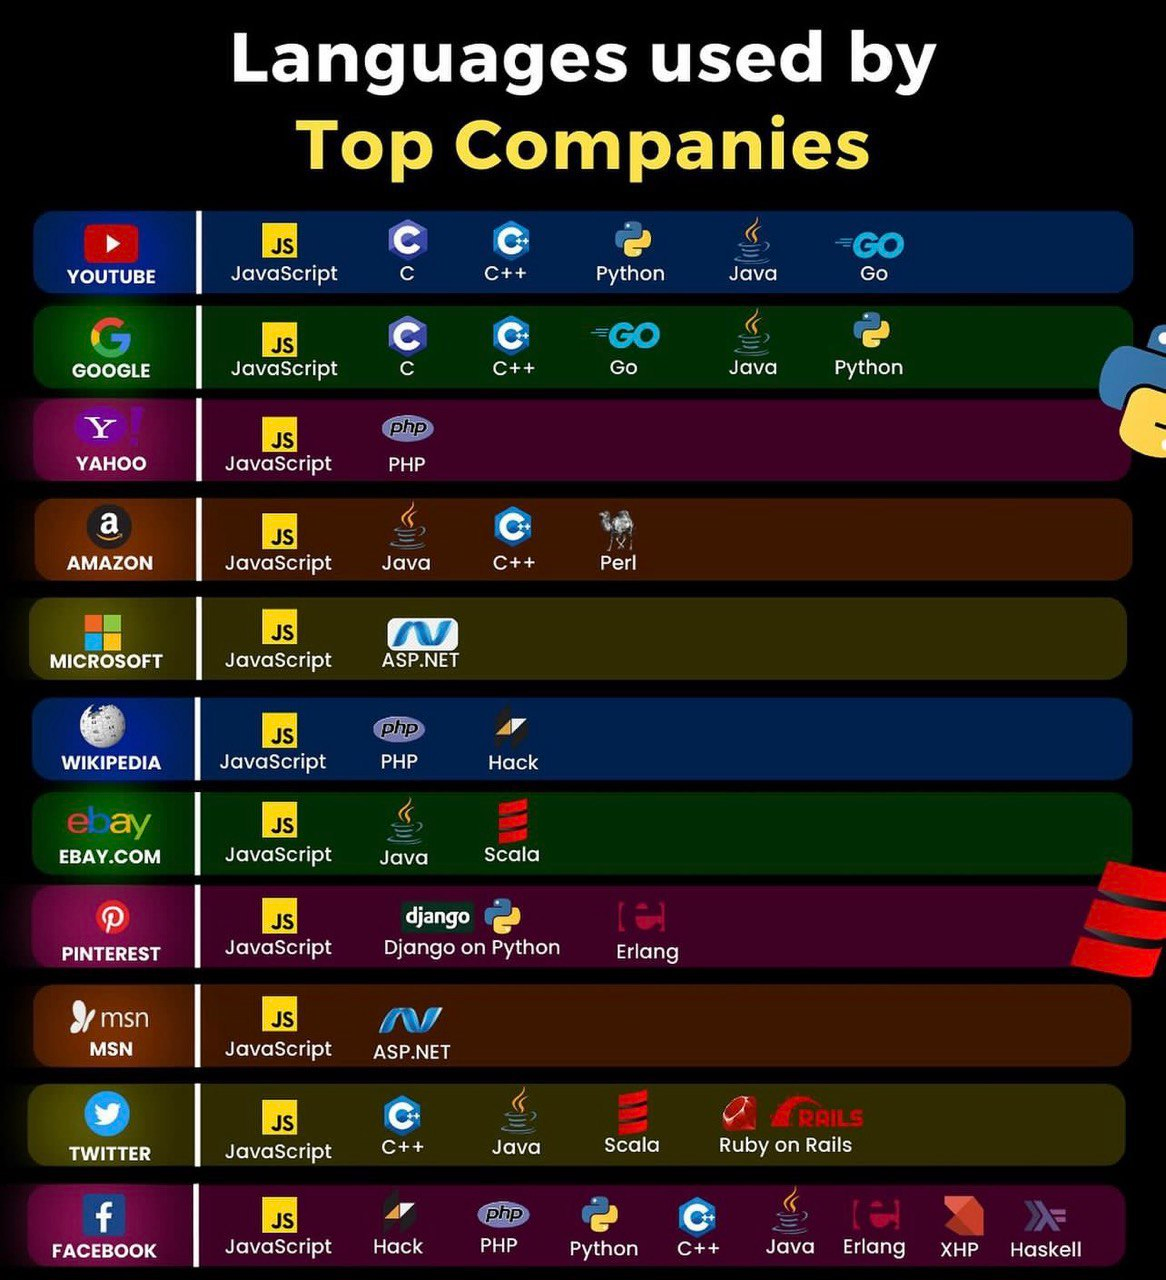 Languages used by
Top Companies
YOUTUBE
JS JavaScript
C C
C++ C++
Python
Java
GO Go
GOOGLE
JS JavaScript
C C
C++ C++
GO Go
Java
Python
Y!
YAHOO
JS JavaScript
php PHP
a
AMAZON
JS JavaScript
Java
C++ C++
Perl
MICROSOFT
JS JavaScript
ASP.NET
WIKIPEDIA
JS JavaScript
php PHP
Hack
ebay
EBAY.COM
JS JavaScript
Java
Scala
PINTEREST
JS JavaScript
django Django on Python
Erlang
msn
MSN
JS JavaScript
ASP.NET
TWITTER
JS JavaScript
C++ C++
Java
Scala
RAILS Ruby on Rails
f
FACEBOOK
JS JavaScript
Hack
php PHP
Python
C++ C++
Java
Erlang
XHP
Haskell